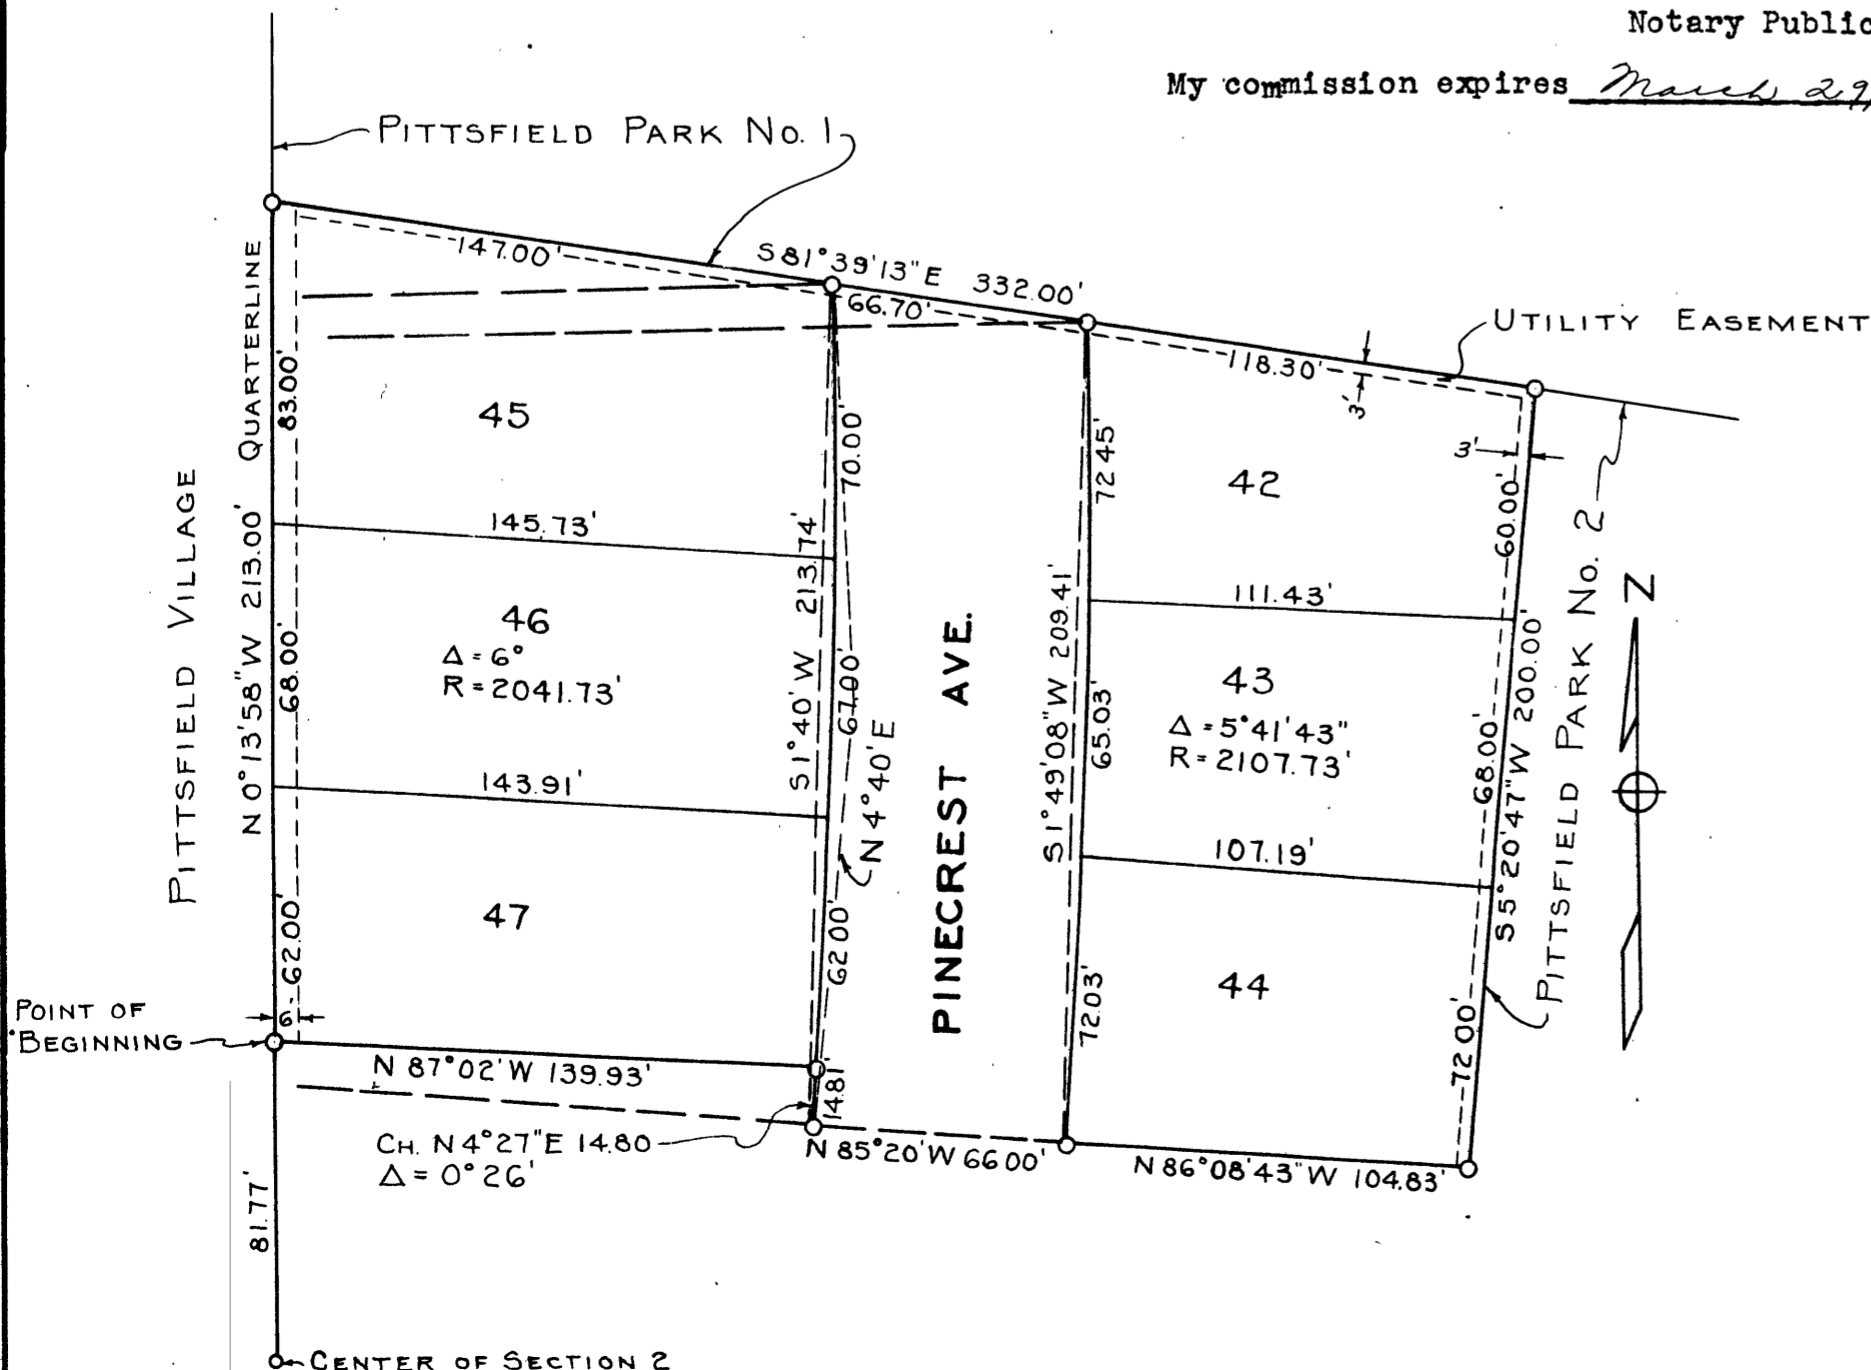 Notary Public
My commission expires March 29,
PITTSFIELD PARK NO. 1
147.00'
S 81°39'13" E 332.00'
66.70'
UTILITY EASEMENT
118.30'
3'
3'
QUARTERLINE
83.00'
45
70.00'
72.45'
42
60.00'
PITTSFIELD VILLAGE
N 0°13'58" W 213.00'
145.73'
213.74'
S 1°40' W
111.43'
PITTSFIELD PARK NO. 2
N
46
Δ = 6°
R = 2041.73'
68.00'
67.00'
N 4°40' E
PINECREST AVE.
S 1°49'08" W 209.41'
65.03'
43
Δ = 5°41'43"
R = 2107.73'
68.00'
S 5°20'47" W 200.00'
143.91'
107.19'
47
62.00'
62.00'
72.03'
44
72.00'
POINT OF
BEGINNING
6'
N 87°02' W 139.93'
14.81'
CH. N 4°27" E 14.80
Δ = 0°26'
N 85°20' W 66.00'
N 86°08'43" W 104.83'
81.77'
CENTER OF SECTION 2